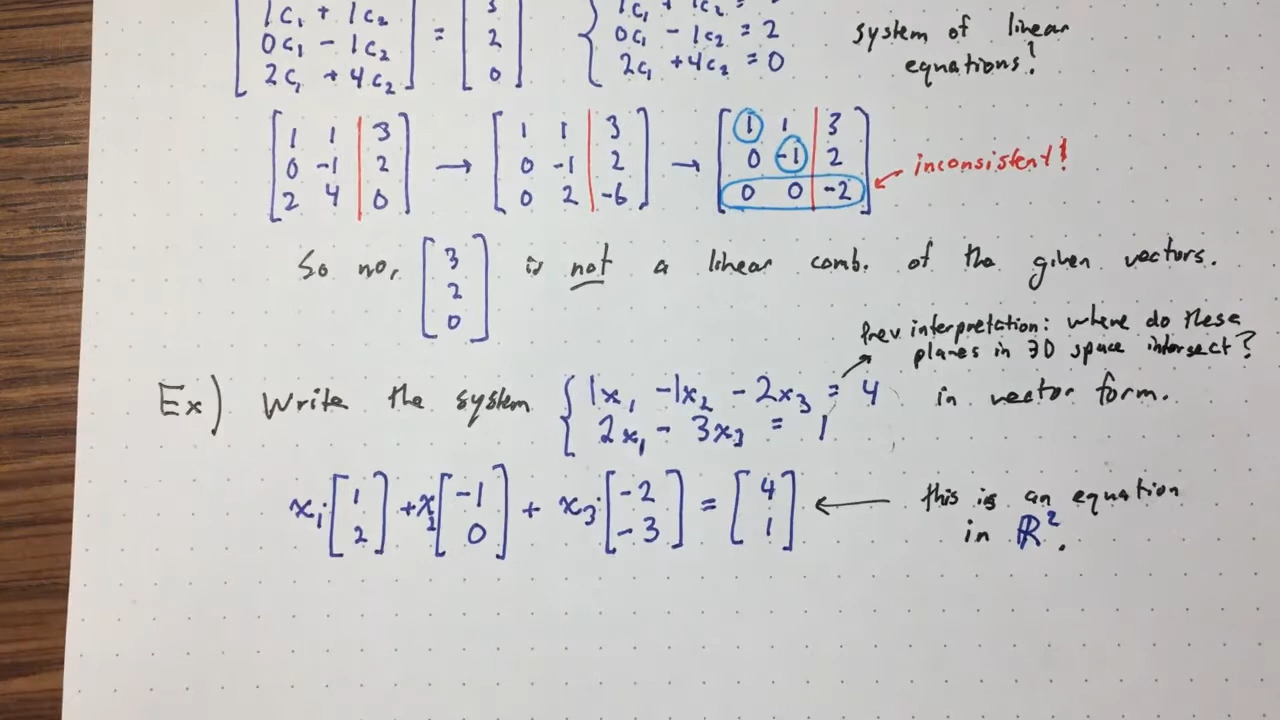 [1c₁ + 1c₂ / 0c₁ - 1c₂ / 2c₁ + 4c₂] = [3 / 2 / 0] { 1c₁ + 1c₂ = / 0c₁ - 1c₂ = 2 / 2c₁ + 4c₂ = 0
system of linear
equations!
[1 1 | 3 / 0 -1 | 2 / 2 4 | 0] → [1 1 | 3 / 0 -1 | 2 / 0 2 | -6] → [1 1 | 3 / 0 -1 | 2 / 0 0 | -2] ← inconsistent!
So no, [3 / 2 / 0] is not a linear comb. of the given vectors.
Prev interpretation: where do these
planes in 3D space intersect?
Ex) Write the system { 1x₁ - 1x₂ - 2x₃ = 4 / 2x₁ - 3x₃ = 1 in vector form.
x₁ [1 / 2] + x₂ [-1 / 0] + x₃ [-2 / -3] = [4 / 1] ← this is an equation
in ℝ².